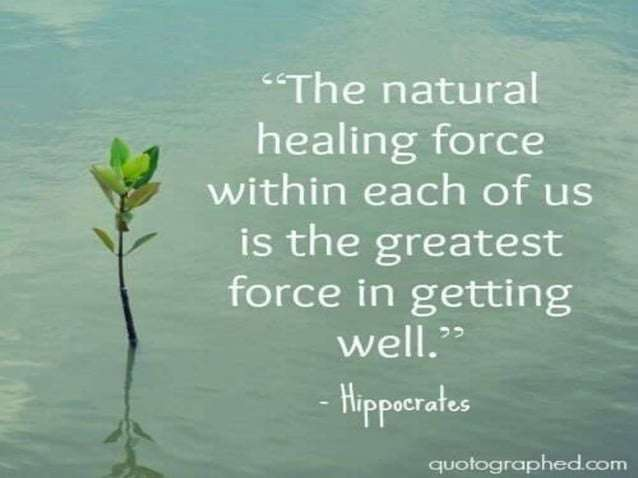 “The natural
healing force
within each of us
is the greatest
force in getting
well.”
- Hippocrates
quotographed.com